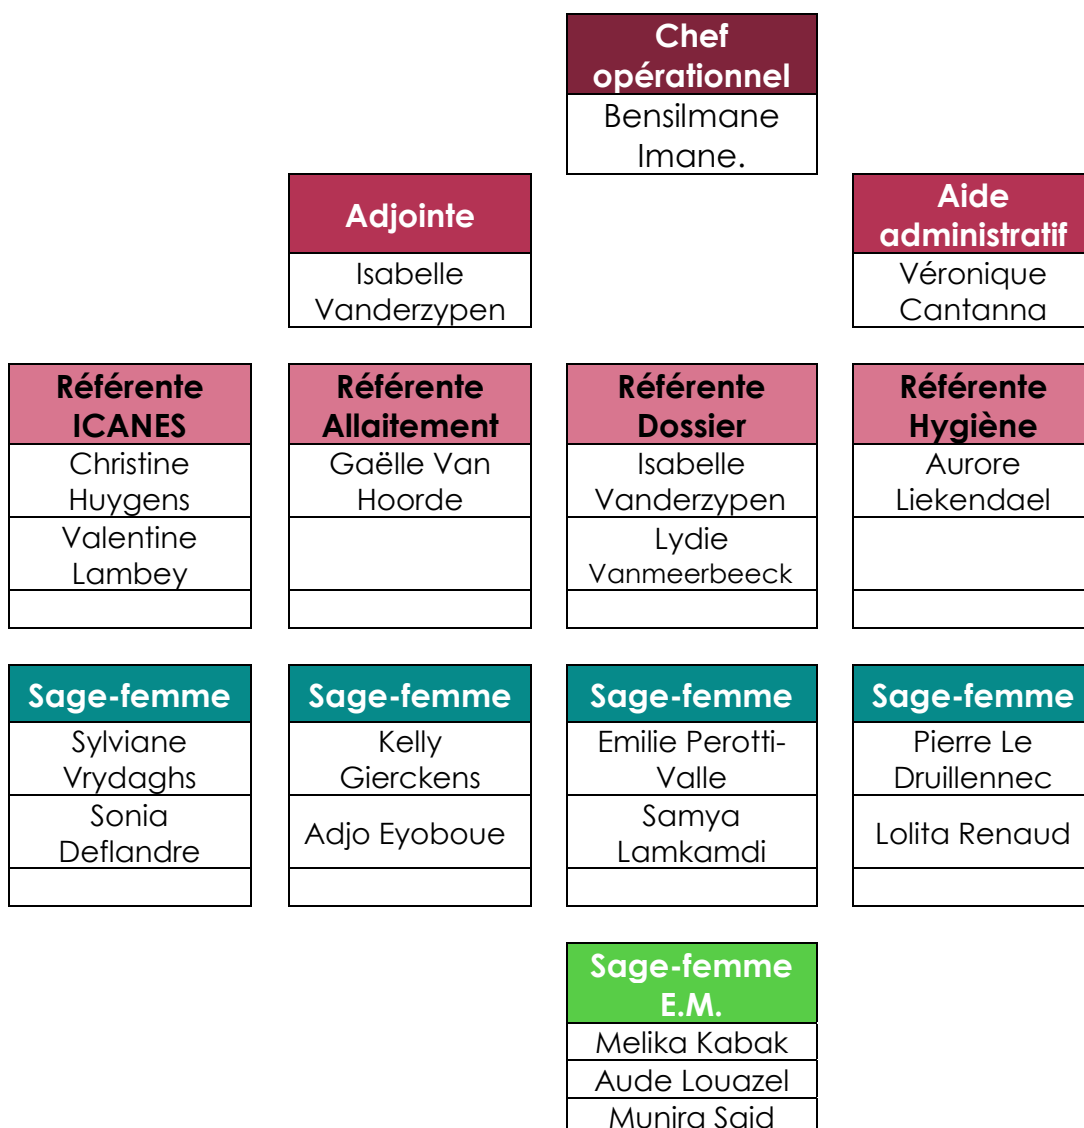 Chef
opérationnel
Bensilmane
Imane.
Adjointe
Isabelle
Vanderzypen
Aide
administratif
Véronique
Cantanna
Référente
ICANES
Christine
Huygens
Valentine
Lambey
Référente
Allaitement
Gaëlle Van
Hoorde
Référente
Dossier
Isabelle
Vanderzypen
Lydie
Vanmeerbeeck
Référente
Hygiène
Aurore
Liekendael
Sage-femme
Sylviane
Vrydaghs
Sonia
Deflandre
Sage-femme
Kelly
Gierckens
Adjo Eyoboue
Sage-femme
Emilie Perotti-
Valle
Samya
Lamkamdi
Sage-femme
Pierre Le
Druillennec
Lolita Renaud
Sage-femme
E.M.
Melika Kabak
Aude Louazel
Munira Said